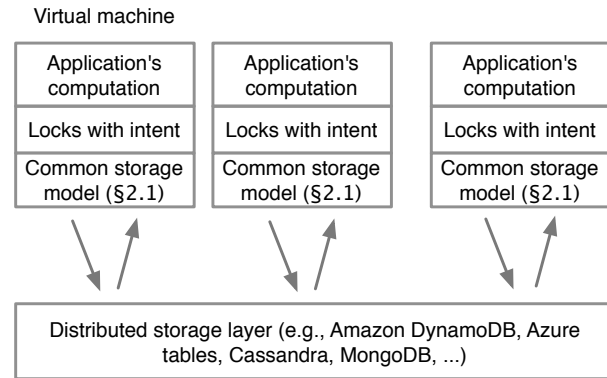 Virtual machine
Application's
computation
Locks with intent
Common storage
model (§2.1)
Application's
computation
Locks with intent
Common storage
model (§2.1)
Application's
computation
Locks with intent
Common storage
model (§2.1)
Distributed storage layer (e.g., Amazon DynamoDB, Azure
tables, Cassandra, MongoDB, ...)